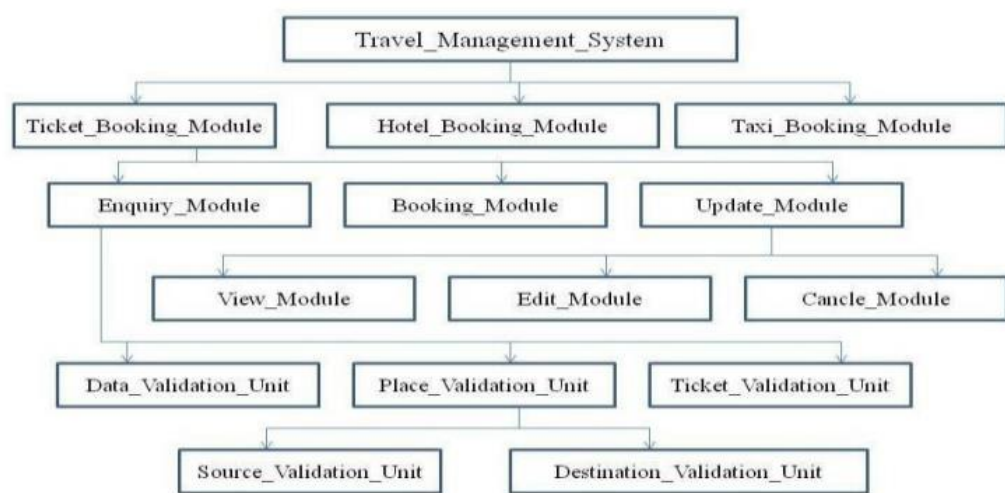 Travel_Management_System
Ticket_Booking_Module
Hotel_Booking_Module
Taxi_Booking_Module
Enquiry_Module
Booking_Module
Update_Module
View_Module
Edit_Module
Cancle_Module
Data_Validation_Unit
Place_Validation_Unit
Ticket_Validation_Unit
Source_Validation_Unit
Destination_Validation_Unit